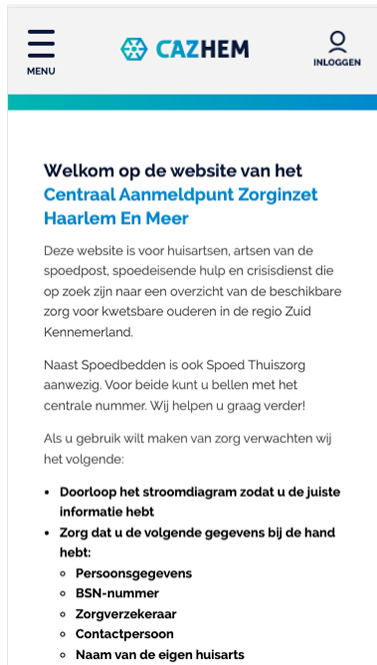 MENU
CAZHEM
INLOGGEN
Welkom op de website van het
Centraal Aanmeldpunt Zorginzet
Haarlem En Meer
Deze website is voor huisartsen, artsen van de
spoedpost, spoedeisende hulp en crisisdienst die
op zoek zijn naar een overzicht van de beschikbare
zorg voor kwetsbare ouderen in de regio Zuid
Kennemerland.
Naast Spoedbedden is ook Spoed Thuiszorg
aanwezig. Voor beide kunt u bellen met het
centrale nummer. Wij helpen u graag verder!
Als u gebruik wilt maken van zorg verwachten wij
het volgende:
• Doorloop het stroomdiagram zodat u de juiste
informatie hebt
• Zorg dat u de volgende gegevens bij de hand
hebt:
◦ Persoonsgegevens
◦ BSN-nummer
◦ Zorgverzekeraar
◦ Contactpersoon
◦ Naam van de eigen huisarts